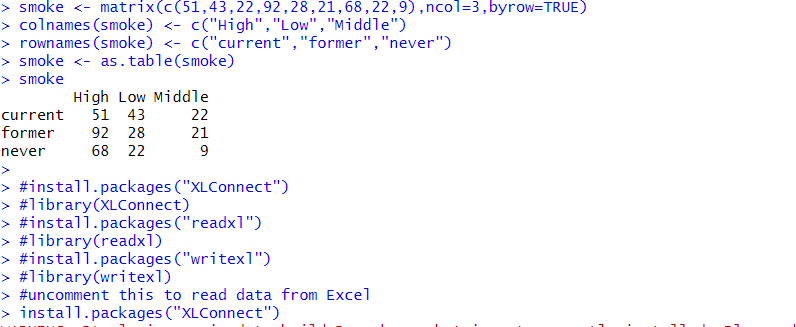 > smoke <- matrix(c(51,43,22,92,28,21,68,22,9),ncol=3,byrow=TRUE)
> colnames(smoke) <- c("High","Low","Middle")
> rownames(smoke) <- c("current","former","never")
> smoke <- as.table(smoke)
> smoke
        High Low Middle
current   51  43     22
former    92  28     21
never     68  22      9
>
> #install.packages("XLConnect")
> #library(XLConnect)
> #install.packages("readxl")
> #library(readxl)
> #install.packages("writexl")
> #library(writexl)
> #uncomment this to read data from Excel
> install.packages("XLConnect")